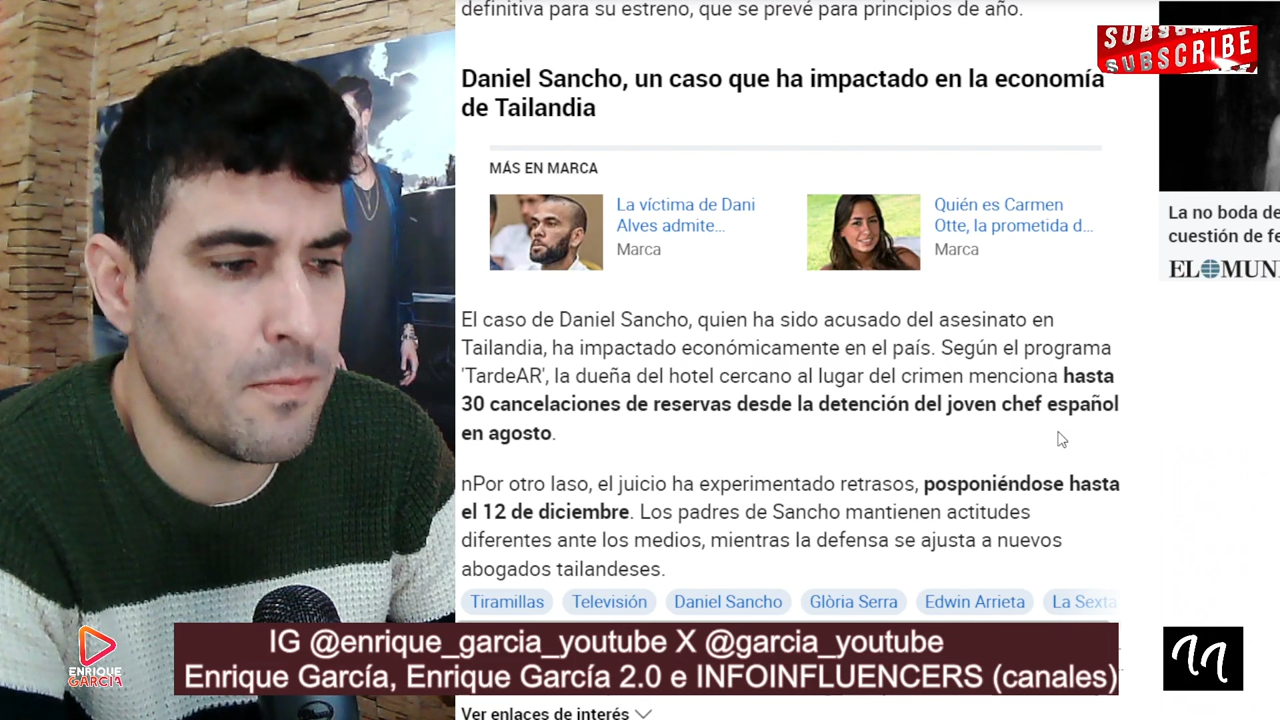 definitiva para su estreno, que se prevé para principios de año.
SUBSCRIBE
SUBSCRIBE
Daniel Sancho, un caso que ha impactado en la economía
de Tailandia
MÁS EN MARCA
La víctima de Dani
Alves admite...
Marca
Quién es Carmen
Otte, la prometida d...
Marca
La no boda de
cuestión de fe
EL MUN
El caso de Daniel Sancho, quien ha sido acusado del asesinato en
Tailandia, ha impactado económicamente en el país. Según el programa
'TardeAR', la dueña del hotel cercano al lugar del crimen menciona hasta
30 cancelaciones de reservas desde la detención del joven chef español
en agosto.
nPor otro laso, el juicio ha experimentado retrasos, posponiéndose hasta
el 12 de diciembre. Los padres de Sancho mantienen actitudes
diferentes ante los medios, mientras la defensa se ajusta a nuevos
abogados tailandeses.
Tiramillas Televisión Daniel Sancho Glòria Serra Edwin Arrieta La Sexta
IG @enrique_garcia_youtube X @garcia_youtube
Enrique García, Enrique García 2.0 e INFOINFLUENCERS (canales)
ENRIQUE
GARCÍA
Ver enlaces de interés